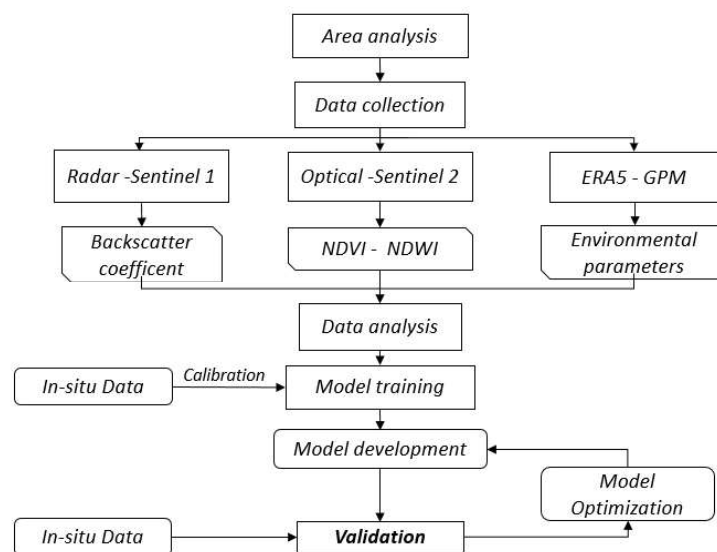 Area analysis
Data collection
Radar -Sentinel 1
Optical -Sentinel 2
ERA5 - GPM
Backscatter
coefficent
NDVI - NDWI
Environmental
parameters
Data analysis
In-situ Data
Calibration
Model training
Model development
Model
Optimization
In-situ Data
Validation